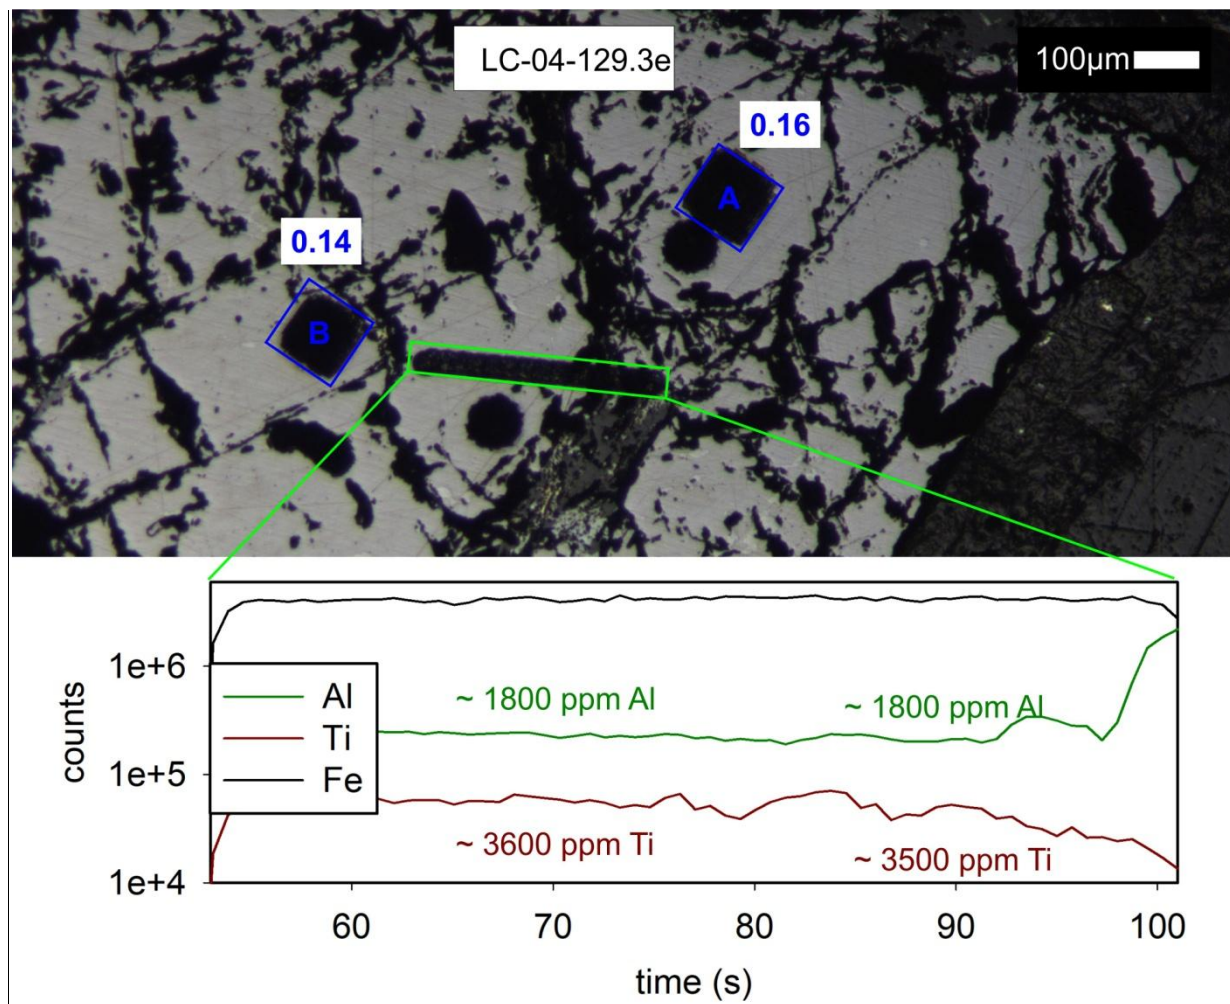 LC-04-129.3e
100µm
0.16
A
0.14
B
1e+6
1e+5
1e+4
counts
Al
Ti
Fe
~ 1800 ppm Al
~ 1800 ppm Al
~ 3600 ppm Ti
~ 3500 ppm Ti
60
70
80
90
100
time (s)